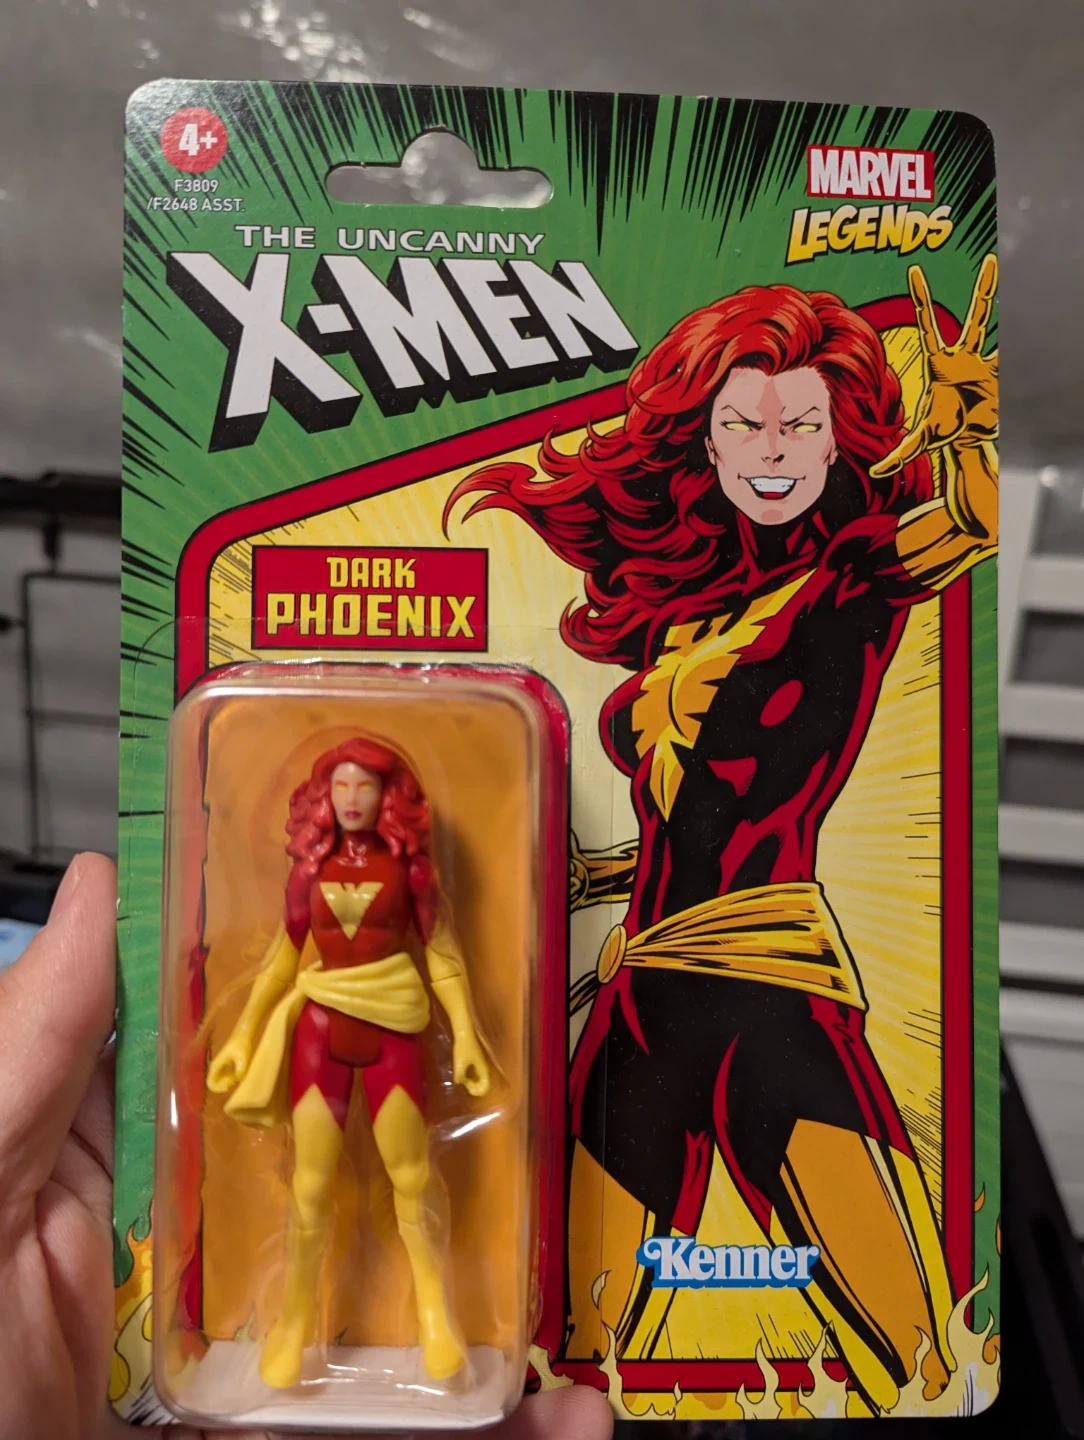 4+
F3809
/F2648 ASST.
MARVEL
LEGENDS
THE UNCANNY
X-MEN
DARK
PHOENIX
Kenner